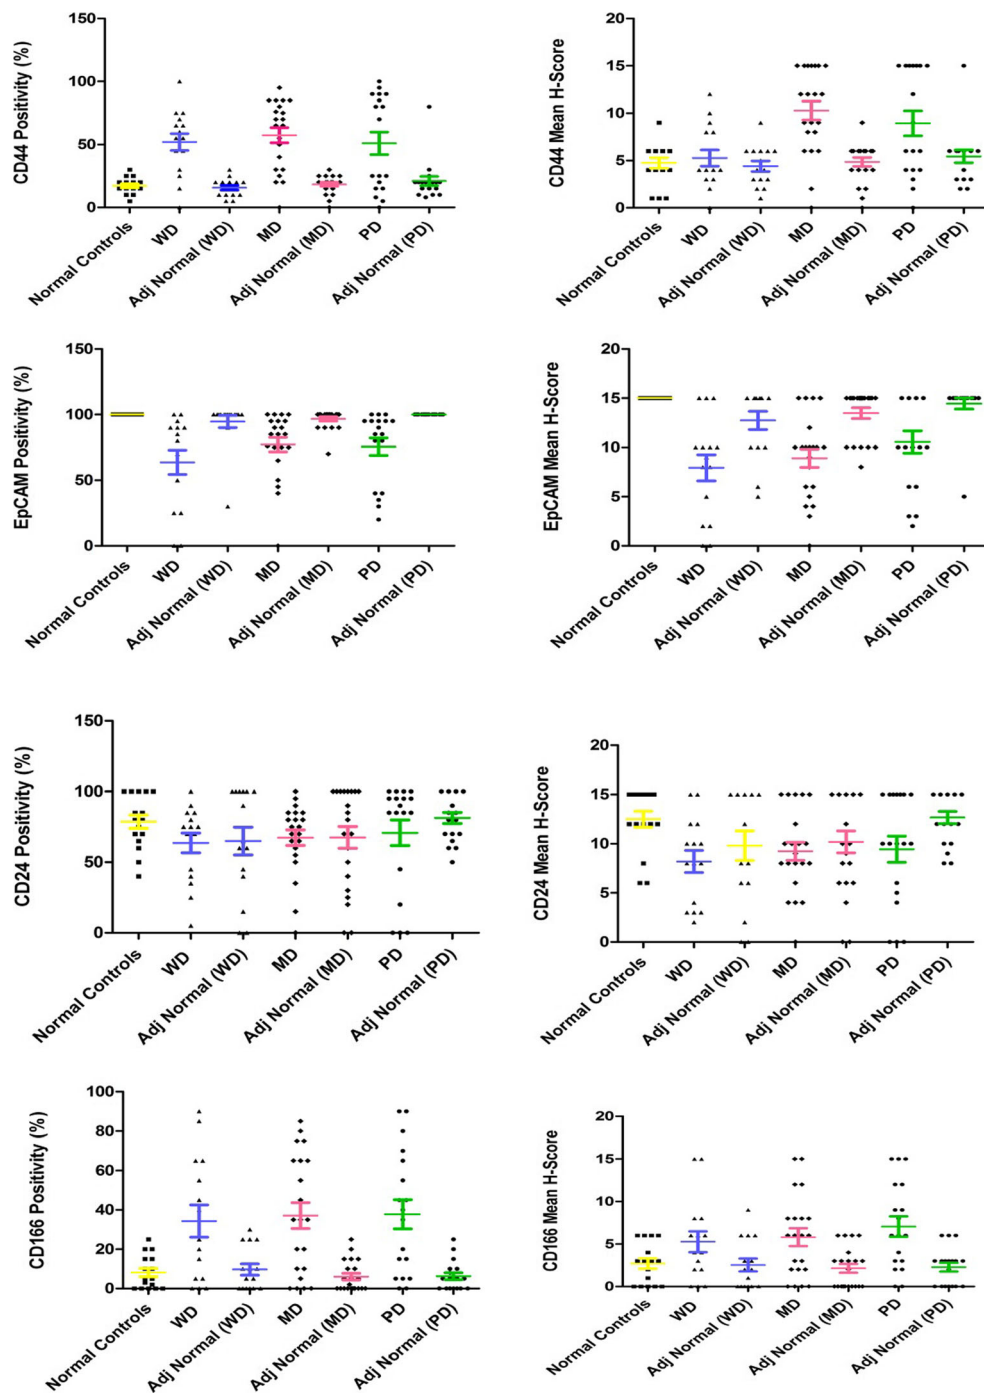 CD44 Positivity (%)
150
100
50
0
Normal Controls
WD
Adj Normal (WD)
MD
Adj Normal (MD)
PD
Adj Normal (PD)
CD44 Mean H-Score
20
15
10
5
0
Normal Controls
WD
Adj Normal (WD)
MD
Adj Normal (MD)
PD
Adj Normal (PD)
EpCAM Positivity (%)
150
100
50
0
Normal Controls
WD
Adj Normal (WD)
MD
Adj Normal (MD)
PD
Adj Normal (PD)
EpCAM Mean H-Score
20
15
10
5
0
Normal Controls
WD
Adj Normal (WD)
MD
Adj Normal (MD)
PD
Adj Normal (PD)
CD24 Positivity (%)
150
100
50
0
Normal Controls
WD
Adj Normal (WD)
MD
Adj Normal (MD)
PD
Adj Normal (PD)
CD24 Mean H-Score
20
15
10
5
0
Normal Controls
WD
Adj Normal (WD)
MD
Adj Normal (MD)
PD
Adj Normal (PD)
CD166 Positivity (%)
100
80
60
40
20
0
Normal Controls
WD
Adj Normal (WD)
MD
Adj Normal (MD)
PD
Adj Normal (PD)
CD166 Mean H-Score
20
15
10
5
0
Normal Controls
WD
Adj Normal (WD)
MD
Adj Normal (MD)
PD
Adj Normal (PD)